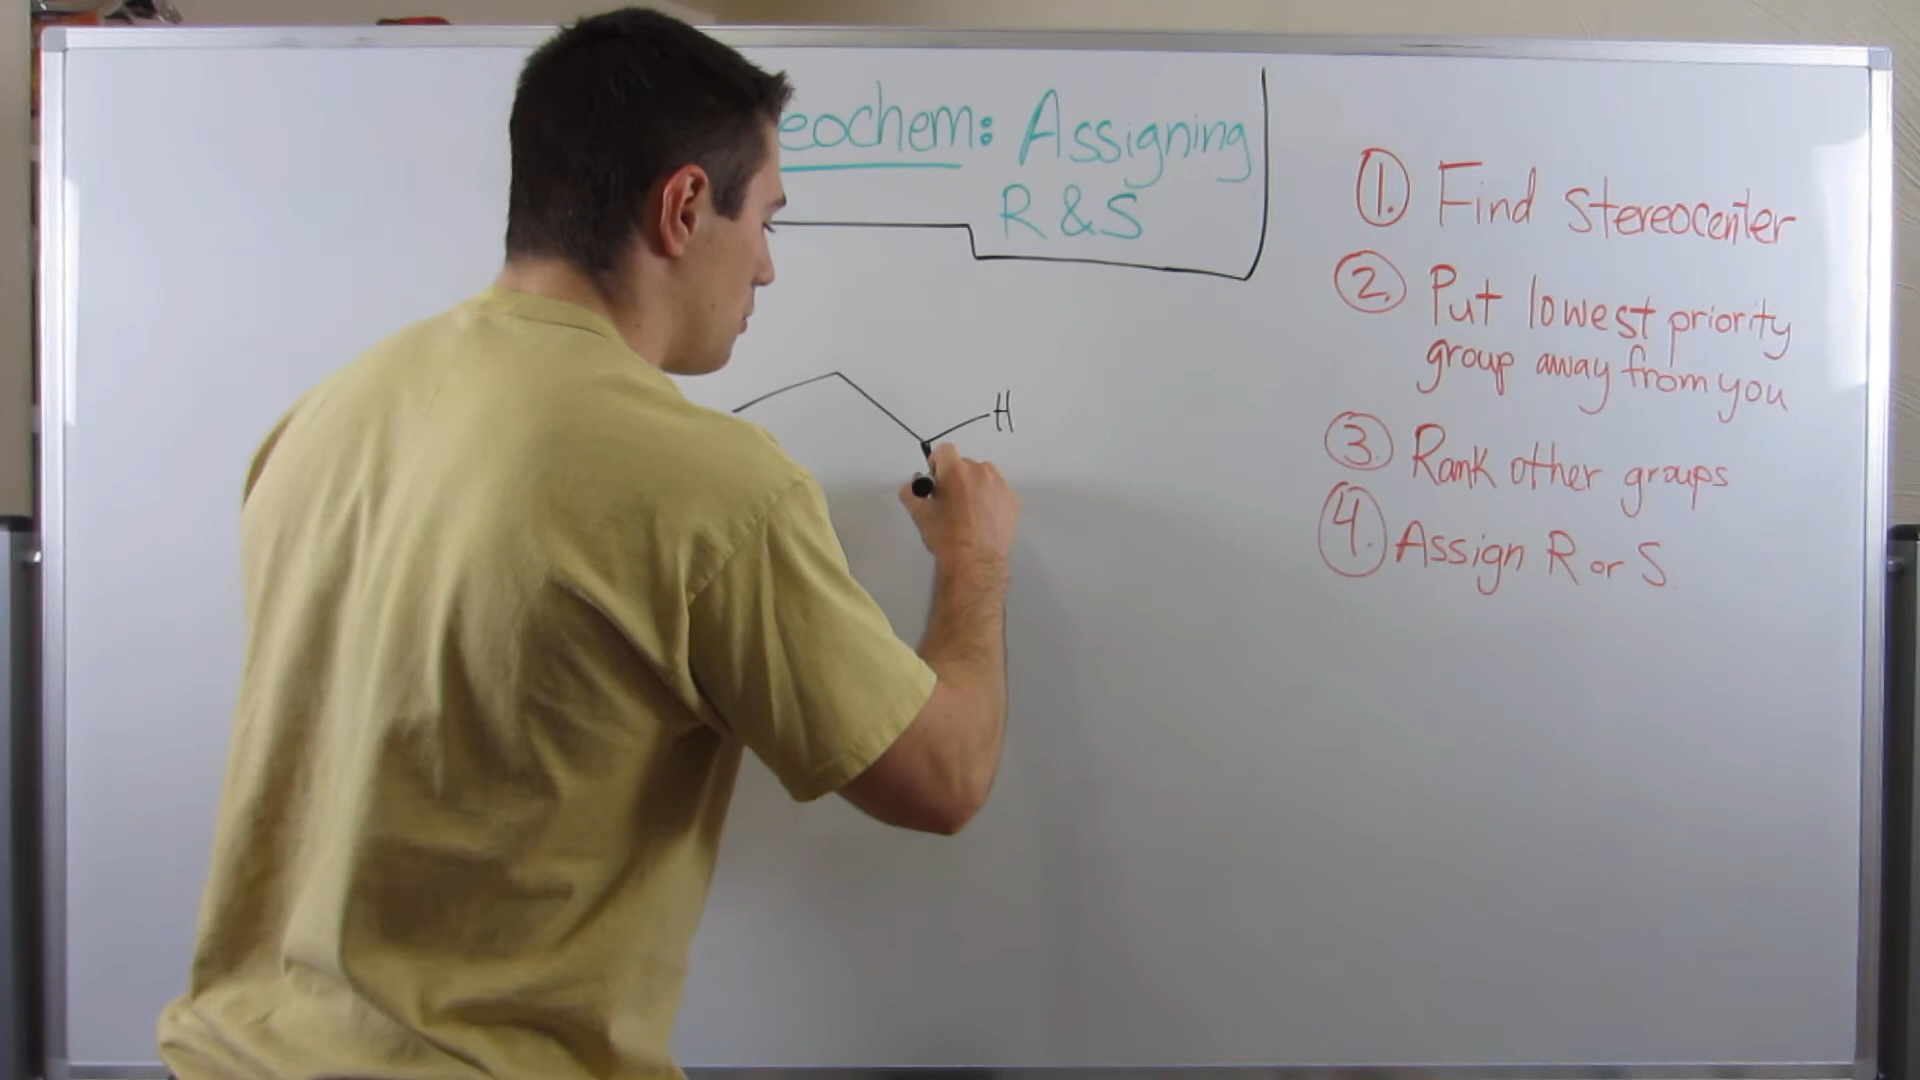 eochem: Assigning
R & S
H
1. Find stereocenter
2. Put lowest priority
group away from you
3. Rank other groups
4. Assign R or S